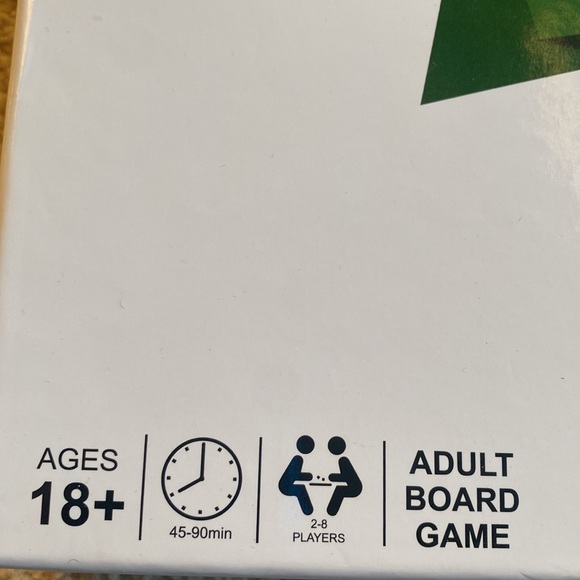 AGES
18+
45-90min
2-8
PLAYERS
ADULT
BOARD
GAME